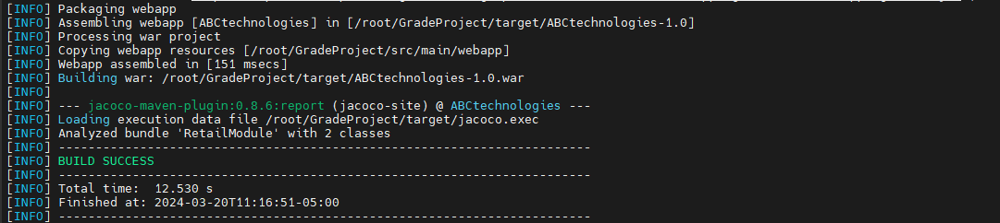 [INFO] Packaging webapp
[INFO] Assembling webapp [ABCtechnologies] in [/root/GradeProject/target/ABCtechnologies-1.0]
[INFO] Processing war project
[INFO] Copying webapp resources [/root/GradeProject/src/main/webapp]
[INFO] Webapp assembled in [151 msecs]
[INFO] Building war: /root/GradeProject/target/ABCtechnologies-1.0.war
[INFO]
[INFO] --- jacoco-maven-plugin:0.8.6:report (jacoco-site) @ ABCtechnologies ---
[INFO] Loading execution data file /root/GradeProject/target/jacoco.exec
[INFO] Analyzed bundle 'RetailModule' with 2 classes
[INFO] ------------------------------------------------------------------------
[INFO] BUILD SUCCESS
[INFO] ------------------------------------------------------------------------
[INFO] Total time:  12.530 s
[INFO] Finished at: 2024-03-20T11:16:51-05:00
[INFO] ------------------------------------------------------------------------